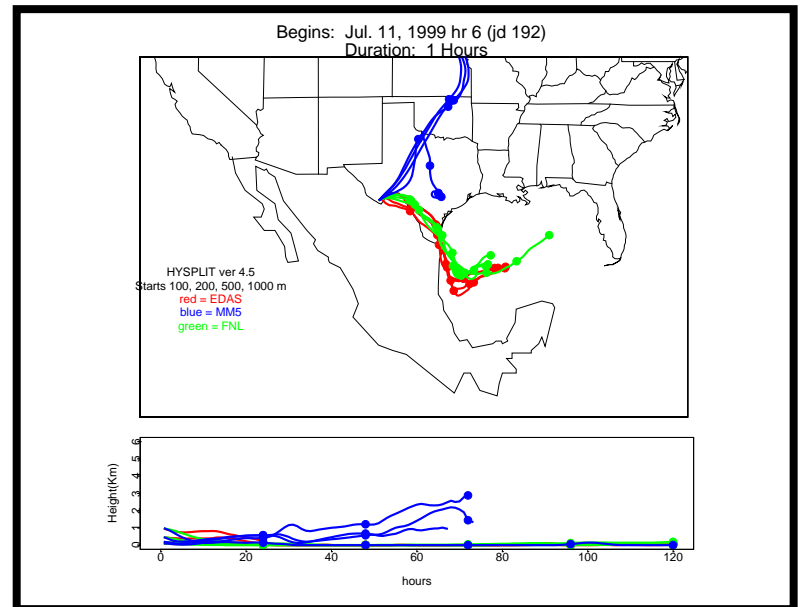 Begins: Jul. 11, 1999 hr 6 (jd 192)
Duration: 1 Hours
HYSPLIT ver 4.5
Starts 100, 200, 500, 1000 m
red = EDAS
blue = MM5
green = FNL
Height(Km)
6
5
4
3
2
1
0
0 20 40 60 80 100 120
hours